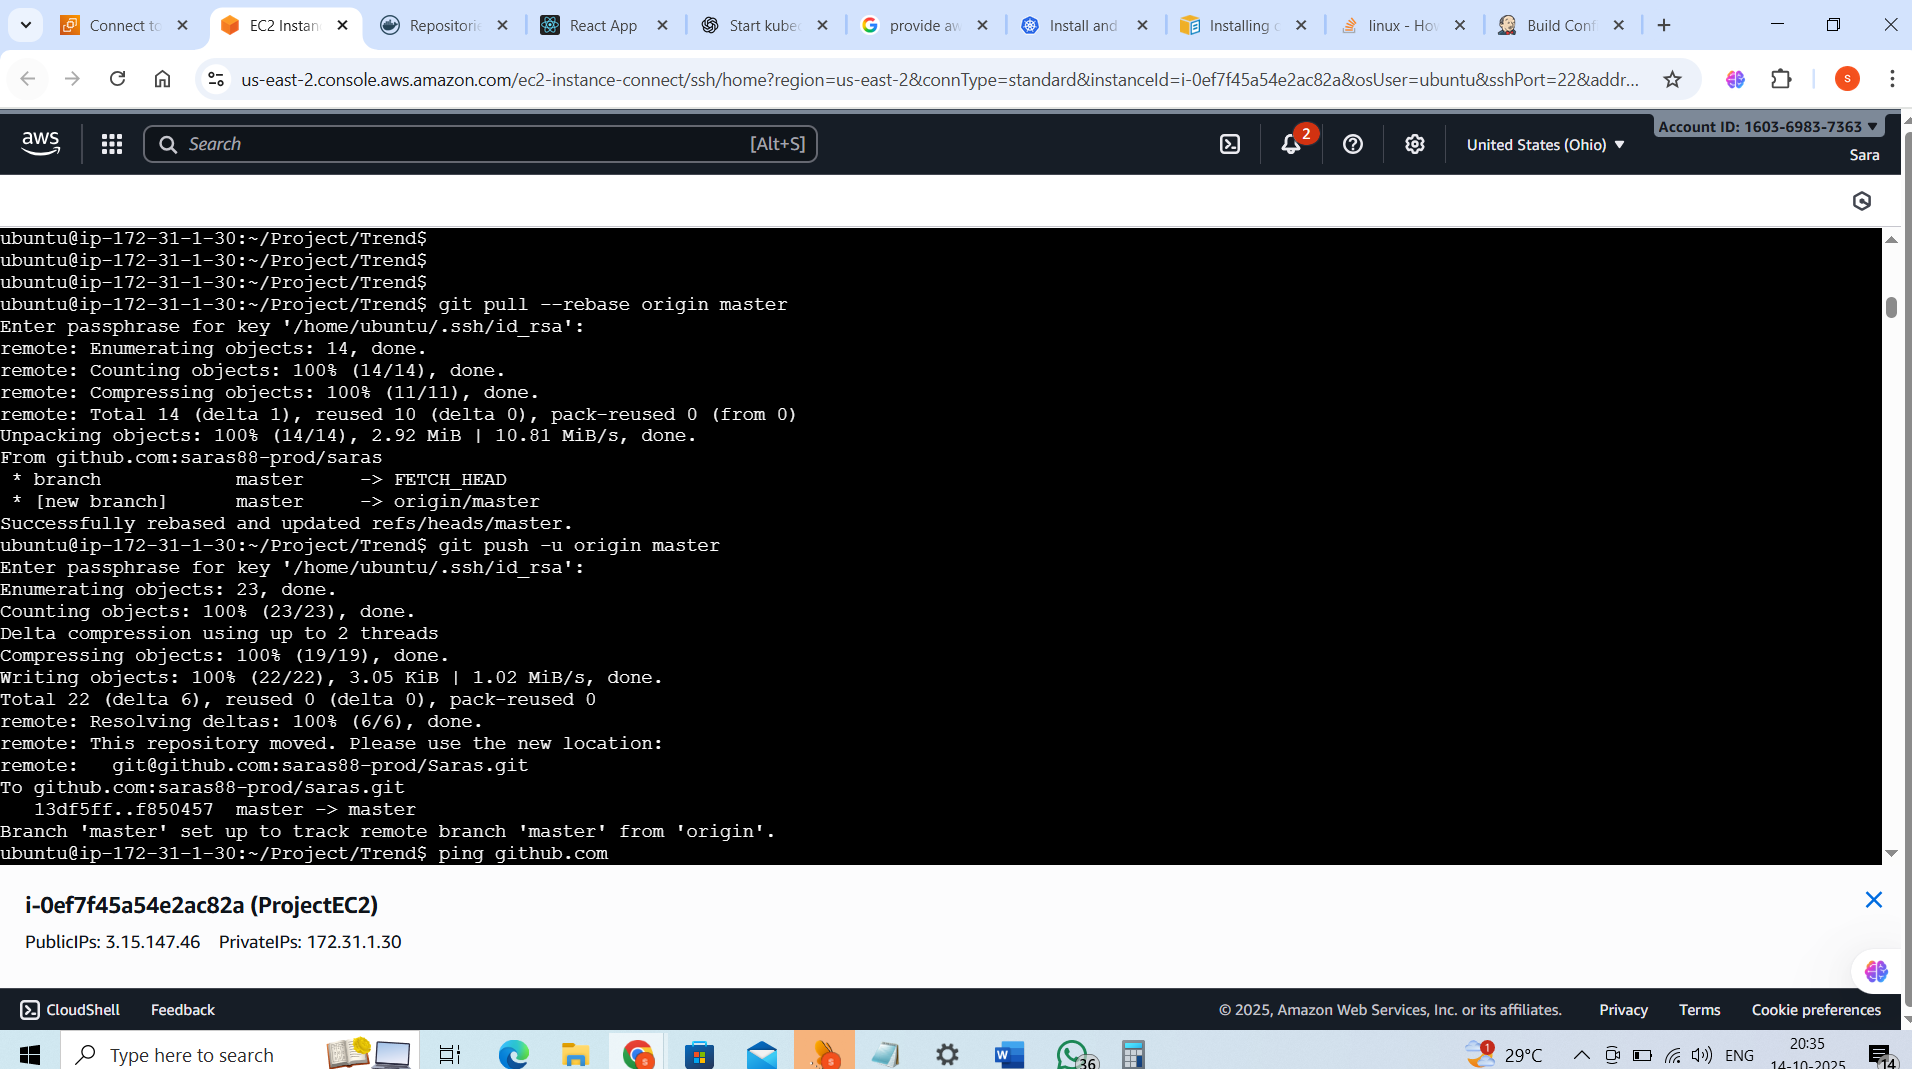 Connect to
EC2 Instan
Repositorie
React App
Start kubec
provide aw
Install and
Installing c
linux - Hov
Build Conf
us-east-2.console.aws.amazon.com/ec2-instance-connect/ssh/home?region=us-east-2&connType=standard&instanceId=i-0ef7f45a54e2ac82a&osUser=ubuntu&sshPort=22&addr...
S
aws
Search
[Alt+S]
2
United States (Ohio)
Account ID: 1603-6983-7363
Sara
ubuntu@ip-172-31-1-30:~/Project/Trend$
ubuntu@ip-172-31-1-30:~/Project/Trend$
ubuntu@ip-172-31-1-30:~/Project/Trend$
ubuntu@ip-172-31-1-30:~/Project/Trend$ git pull --rebase origin master
Enter passphrase for key '/home/ubuntu/.ssh/id_rsa':
remote: Enumerating objects: 14, done.
remote: Counting objects: 100% (14/14), done.
remote: Compressing objects: 100% (11/11), done.
remote: Total 14 (delta 1), reused 10 (delta 0), pack-reused 0 (from 0)
Unpacking objects: 100% (14/14), 2.92 MiB | 10.81 MiB/s, done.
From github.com:saras88-prod/saras
 * branch            master     -> FETCH_HEAD
 * [new branch]      master     -> origin/master
Successfully rebased and updated refs/heads/master.
ubuntu@ip-172-31-1-30:~/Project/Trend$ git push -u origin master
Enter passphrase for key '/home/ubuntu/.ssh/id_rsa':
Enumerating objects: 23, done.
Counting objects: 100% (23/23), done.
Delta compression using up to 2 threads
Compressing objects: 100% (19/19), done.
Writing objects: 100% (22/22), 3.05 KiB | 1.02 MiB/s, done.
Total 22 (delta 6), reused 0 (delta 0), pack-reused 0
remote: Resolving deltas: 100% (6/6), done.
remote: This repository moved. Please use the new location:
remote:   git@github.com:saras88-prod/Saras.git
To github.com:saras88-prod/saras.git
   13df5ff..f850457  master -> master
Branch 'master' set up to track remote branch 'master' from 'origin'.
ubuntu@ip-172-31-1-30:~/Project/Trend$ ping github.com
i-0ef7f45a54e2ac82a (ProjectEC2)
PublicIPs: 3.15.147.46 PrivateIPs: 172.31.1.30
CloudShell
Feedback
© 2025, Amazon Web Services, Inc. or its affiliates.
Privacy
Terms
Cookie preferences
Type here to search
36
1
29°C
ENG
20:35
14-10-2025
14